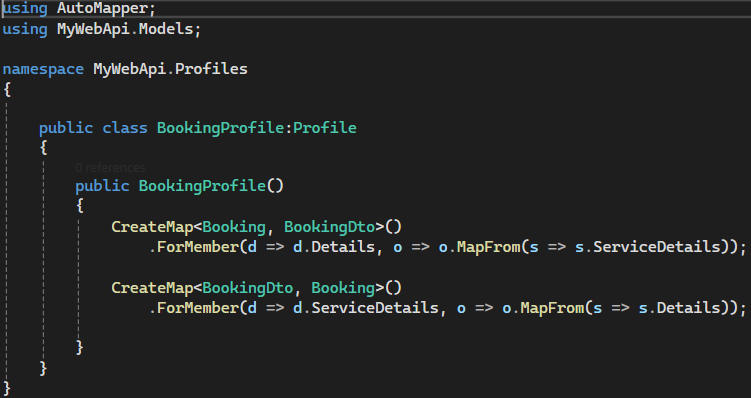 using AutoMapper;
using MyWebApi.Models;
namespace MyWebApi.Profiles
{
public class BookingProfile:Profile
{
0 references
public BookingProfile()
{
CreateMap<Booking, BookingDto>()
.ForMember(d => d.Details, o => o.MapFrom(s => s.ServiceDetails));
CreateMap<BookingDto, Booking>()
.ForMember(d => d.ServiceDetails, o => o.MapFrom(s => s.Details));
}
}
}